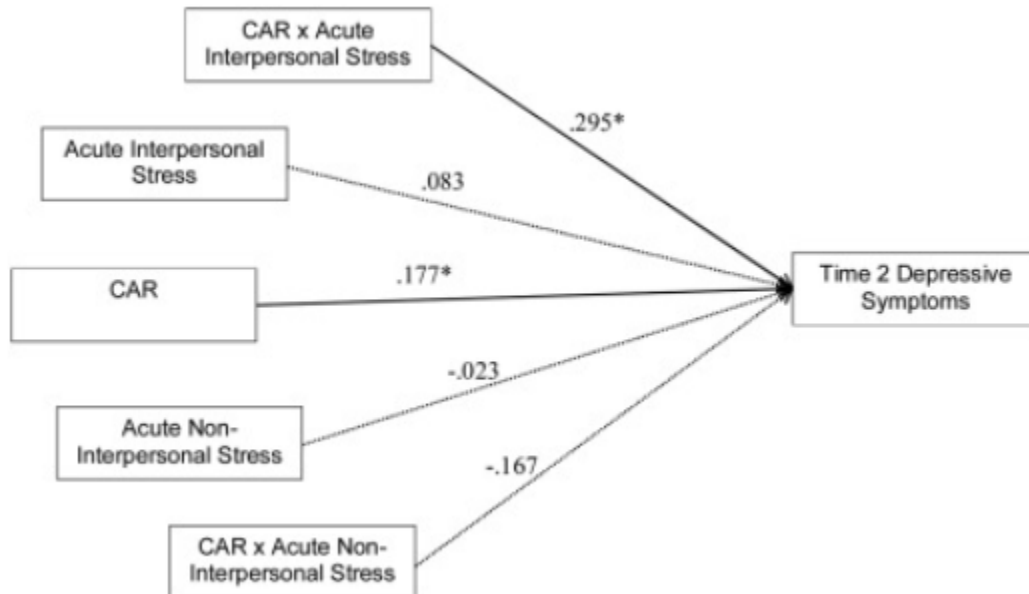 CAR x Acute
Interpersonal Stress
.295*
Acute Interpersonal
Stress
.083
CAR
.177*
Time 2 Depressive
Symptoms
-.023
Acute Non-
Interpersonal Stress
-.167
CAR x Acute Non-
Interpersonal Stress